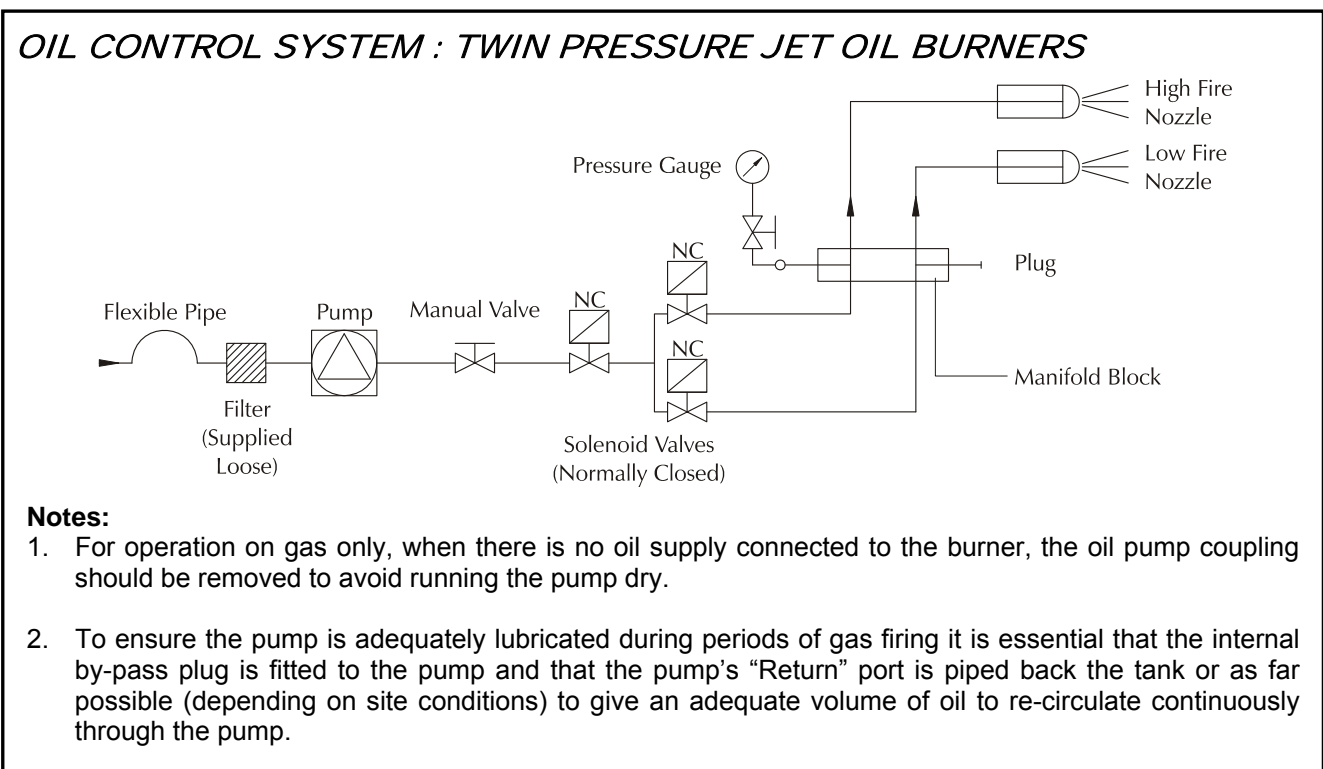 OIL CONTROL SYSTEM : TWIN PRESSURE JET OIL BURNERS
High Fire
Nozzle
Low Fire
Nozzle
Pressure Gauge
NC
Plug
Flexible Pipe
Pump
Manual Valve
NC
NC
Manifold Block
Filter
(Supplied
Loose)
Solenoid Valves
(Normally Closed)
Notes:
1. For operation on gas only, when there is no oil supply connected to the burner, the oil pump coupling
should be removed to avoid running the pump dry.
2. To ensure the pump is adequately lubricated during periods of gas firing it is essential that the internal
by-pass plug is fitted to the pump and that the pump’s “Return” port is piped back the tank or as far
possible (depending on site conditions) to give an adequate volume of oil to re-circulate continuously
through the pump.